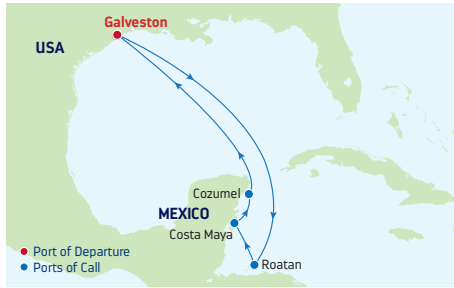 Galveston
USA
Cozumel
MEXICO
Costa Maya
Roatan
Port of Departure
Ports of Call